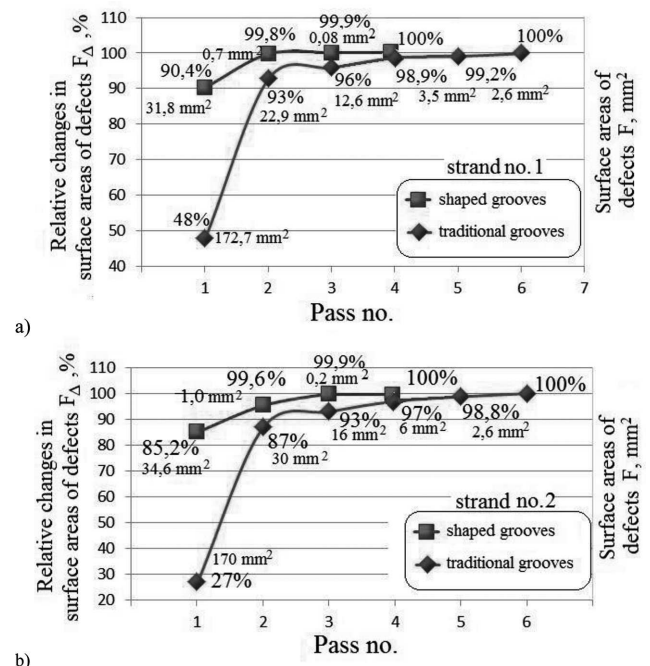 Relative changes in
surface areas of defects F∆ ,%
110
100
90
80
70
60
50
40
99,8%
99,9%
0,7 mm²
0,08 mm²
100%
100%
90,4%
31,8 mm²
93%
22,9 mm²
96%
12,6 mm²
98,9%
3,5 mm²
99,2%
2,6 mm²
48%
172,7 mm²
strand no. 1
shaped grooves
traditional grooves
Surface areas of
defects F, mm²
1 2 3 4 5 6 7
Pass no.
a)
Relative changes in
surface areas of defects F∆ ,%
110
100
90
80
70
60
50
40
30
20
99,6%
99,9%
1,0 mm²
0,2 mm²
100%
100%
85,2%
34,6 mm²
87%
30 mm²
93%
16 mm²
97%
6 mm²
98,8%
2,6 mm²
170 mm²
27%
strand no.2
shaped grooves
traditional grooves
Surface areas of
defects F, mm²
1 2 3 4 5 6
Pass no.
b)